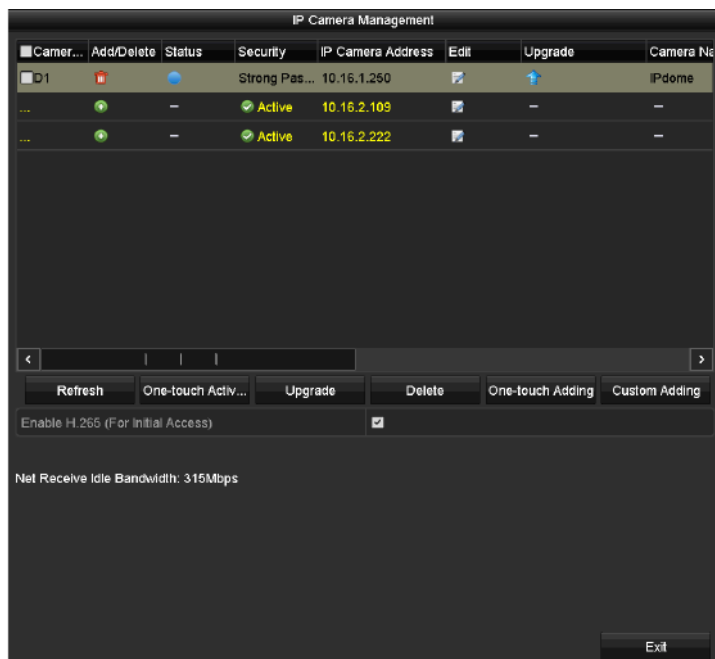 IP Camera Management
Camer... Add/Delete Status Security IP Camera Address Edit Upgrade Camera Na
D1 Strong Pas... 10.16.1.250 IPdome
... – Active 10.16.2.109 – –
... – Active 10.16.2.222 – –
Refresh One-touch Activ... Upgrade Delete One-touch Adding Custom Adding
Enable H.265 (For Initial Access)
Net Receive Idle Bandwidth: 315Mbps
Exit